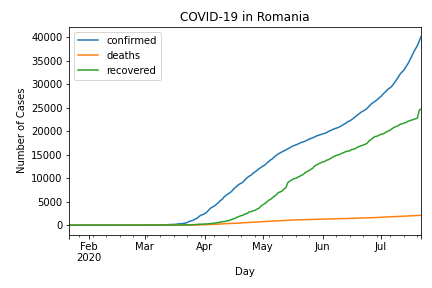 COVID-19 in Romania
confirmed
deaths
recovered
Number of Cases
40000
35000
30000
25000
20000
15000
10000
5000
0
Feb
2020
Mar
Apr
May
Jun
Jul
Day